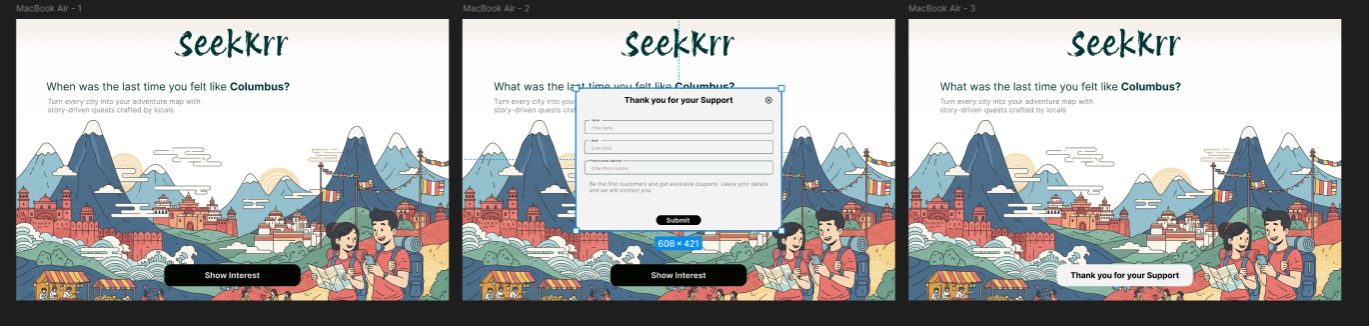 MacBook Air - 1
seekKrr
When was the last time you felt like Columbus?
Turn every city into your adventure map with
story-driven quests crafted by locals
Show Interest
MacBook Air - 2
seekKrr
What was the last time you felt like Columbus?
Turn every city into your
story-driven quests craf
Thank you for your Support
Name
Enter Name
Email
Enter Email
Phone Number (optional)
Enter Phone Number
Be the first customers and get exclusive coupons. Leave your details
and we will contact you.
Submit
608 × 421
Show Interest
MacBook Air - 3
seekKrr
What was the last time you felt like Columbus?
Turn every city into your adventure map with
story-driven quests crafted by locals
Thank you for your Support